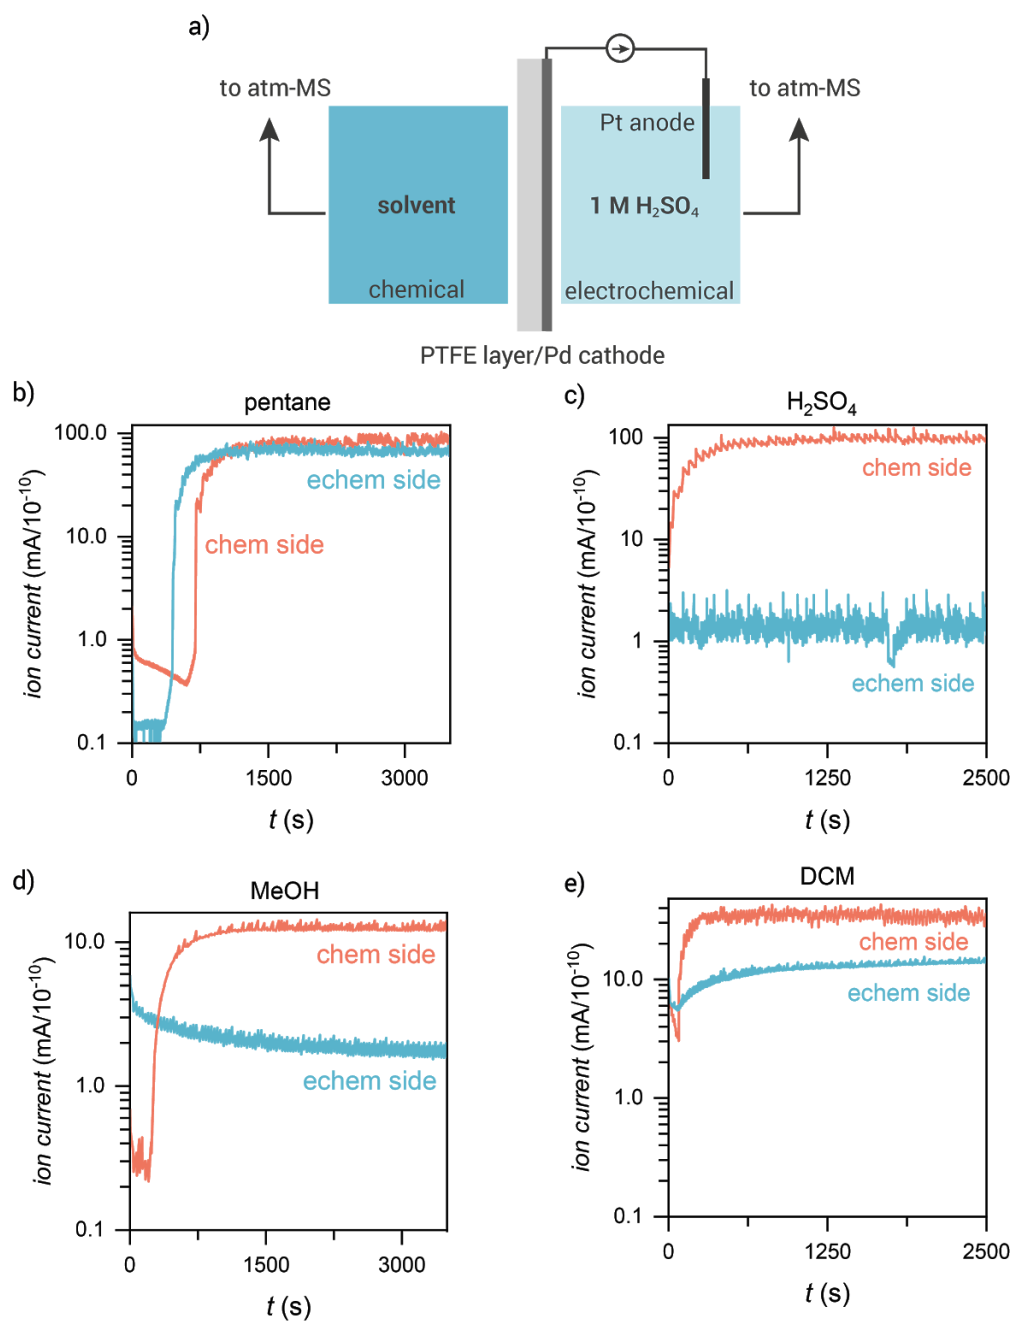 a)
to atm-MS
to atm-MS
Pt anode
solvent
1 M H₂SO₄
chemical
electrochemical
PTFE layer/Pd cathode
b)
pentane
100.0
10.0
1.0
0.1
ion current (mA/10⁻¹⁰)
echem side
chem side
0
1500
3000
t (s)
c)
H₂SO₄
100
10
1
0.1
ion current (mA/10⁻¹⁰)
chem side
echem side
0
1250
2500
t (s)
d)
MeOH
10.0
1.0
0.1
ion current (mA/10⁻¹⁰)
chem side
echem side
0
1500
3000
t (s)
e)
DCM
10.0
1.0
0.1
ion current (mA/10⁻¹⁰)
chem side
echem side
0
1250
2500
t (s)